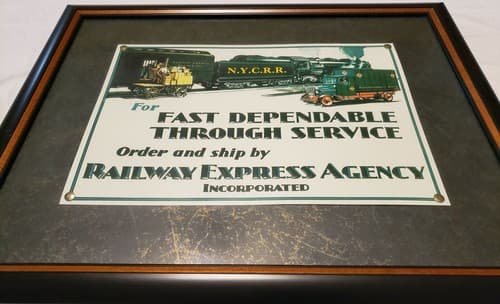 N.Y.C.R.R.
For
FAST DEPENDABLE
THROUGH SERVICE
Order and ship by
RAILWAY EXPRESS AGENCY
INCORPORATED